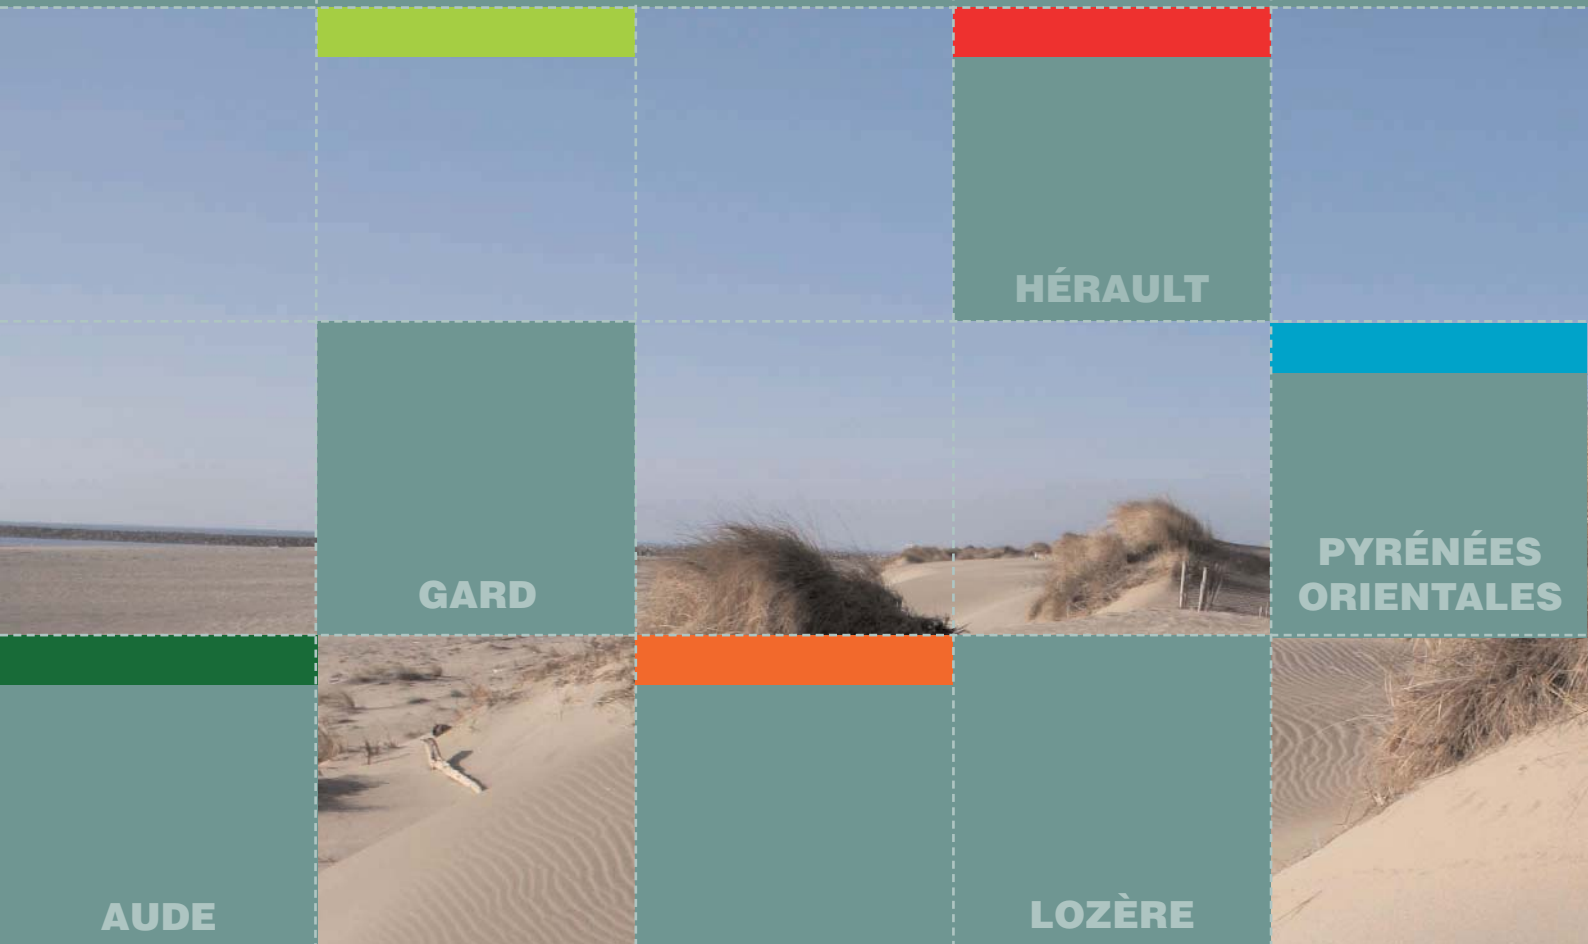 HÉRAULT
GARD
PYRÉNÉES
ORIENTALES
AUDE
LOZÈRE